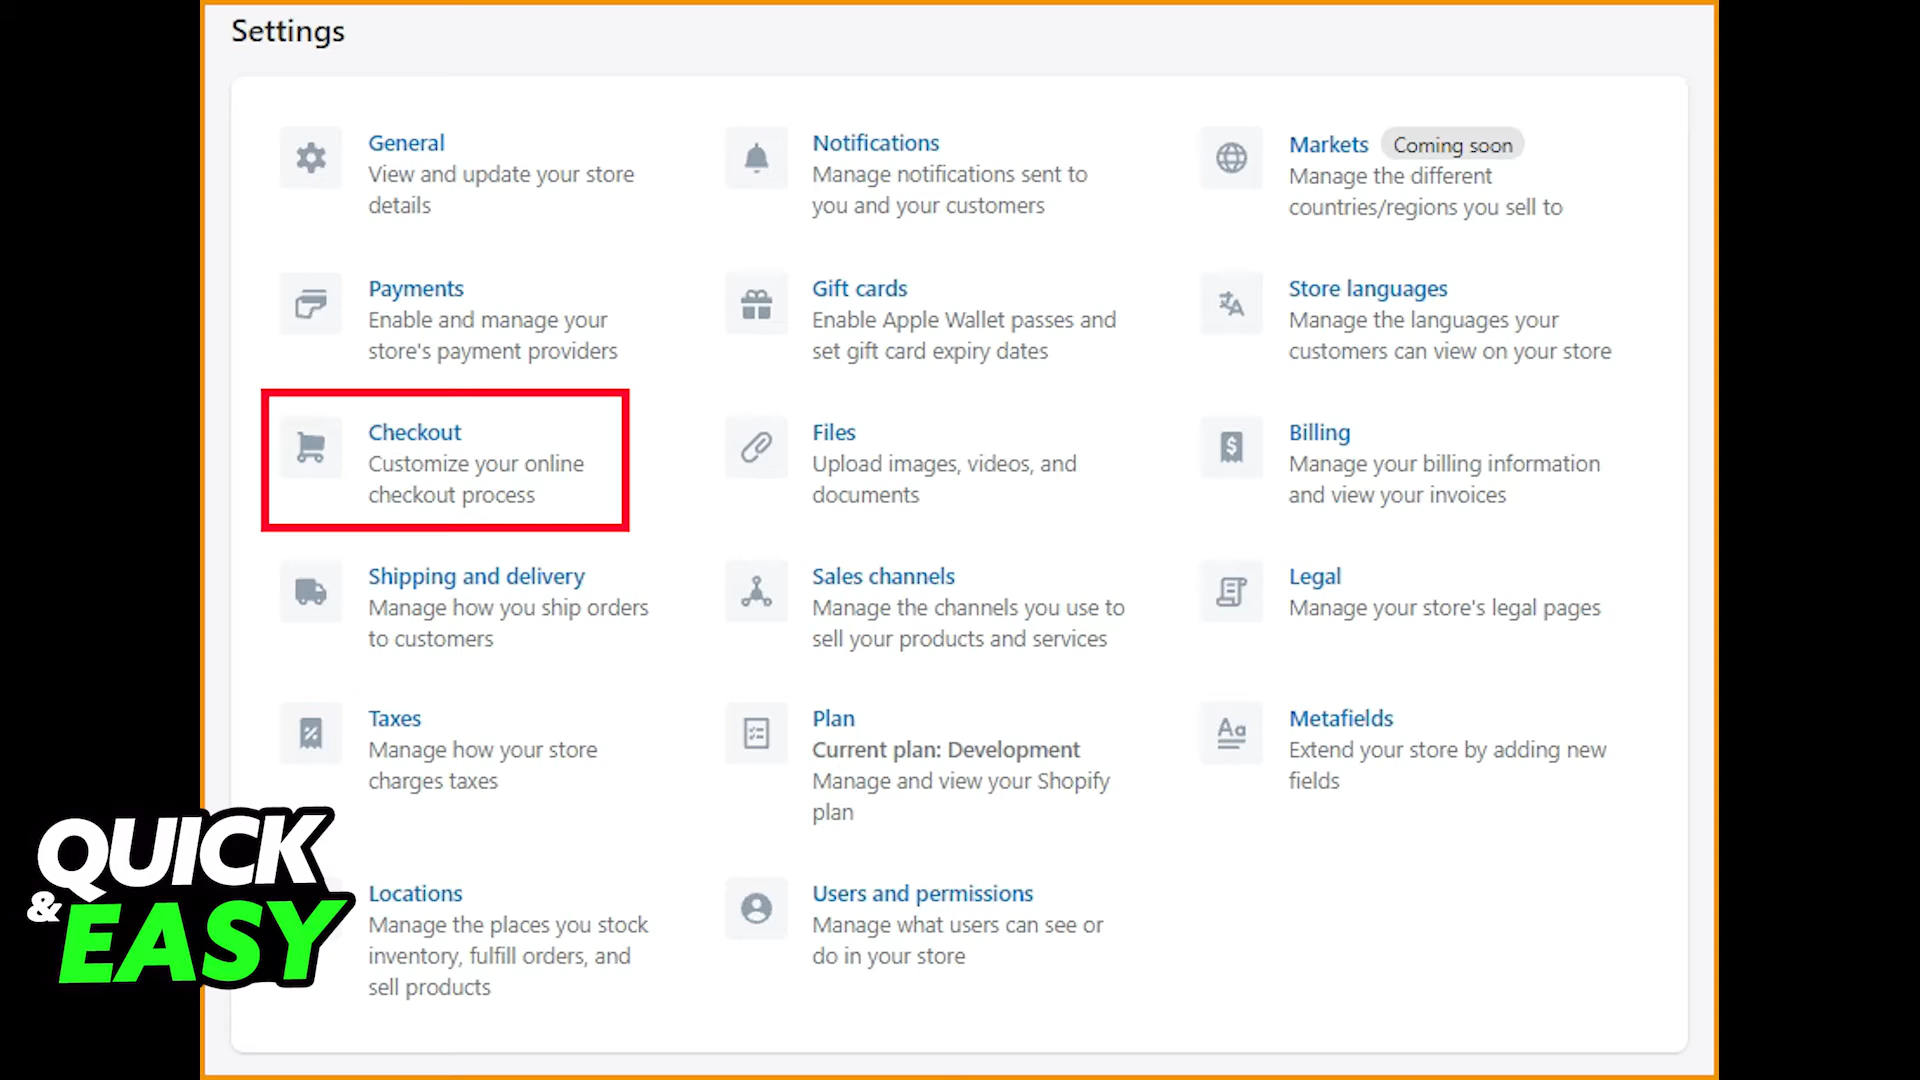 Settings
General
View and update your store
details
Notifications
Manage notifications sent to
you and your customers
Markets Coming soon
Manage the different
countries/regions you sell to
Payments
Enable and manage your
store's payment providers
Gift cards
Enable Apple Wallet passes and
set gift card expiry dates
Store languages
Manage the languages your
customers can view on your store
Checkout
Customize your online
checkout process
Files
Upload images, videos, and
documents
Billing
Manage your billing information
and view your invoices
Shipping and delivery
Manage how you ship orders
to customers
Sales channels
Manage the channels you use to
sell your products and services
Legal
Manage your store's legal pages
Taxes
Manage how your store
charges taxes
Plan
Current plan: Development
Manage and view your Shopify
plan
Metafields
Extend your store by adding new
fields
Locations
Manage the places you stock
inventory, fulfill orders, and
sell products
Users and permissions
Manage what users can see or
do in your store
QUICK
& EASY